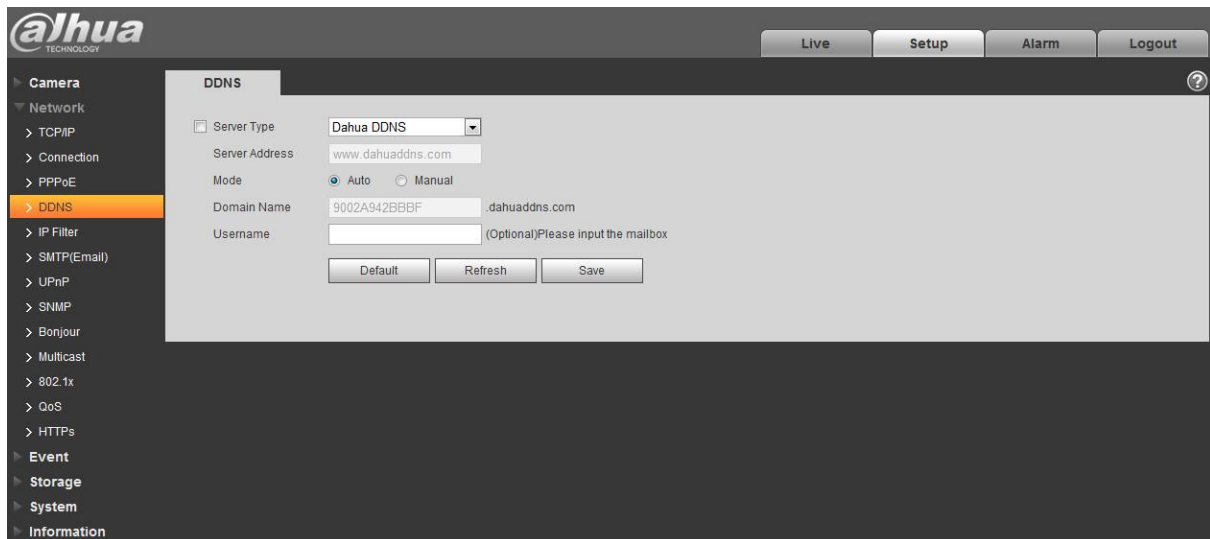 alhua
TECHNOLOGY
Live Setup Alarm Logout
Camera
Network
TCP/IP
Connection
PPPoE
DDNS
IP Filter
SMTP(Email)
UPnP
SNMP
Bonjour
Multicast
802.1x
QoS
HTTPs
Event
Storage
System
Information
DDNS
?
Server Type Dahua DDNS
Server Address www.dahuaddns.com
Mode Auto Manual
Domain Name 9002A942BBBF .dahuaddns.com
Username (Optional)Please input the mailbox
Default Refresh Save